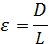 ε = D/L